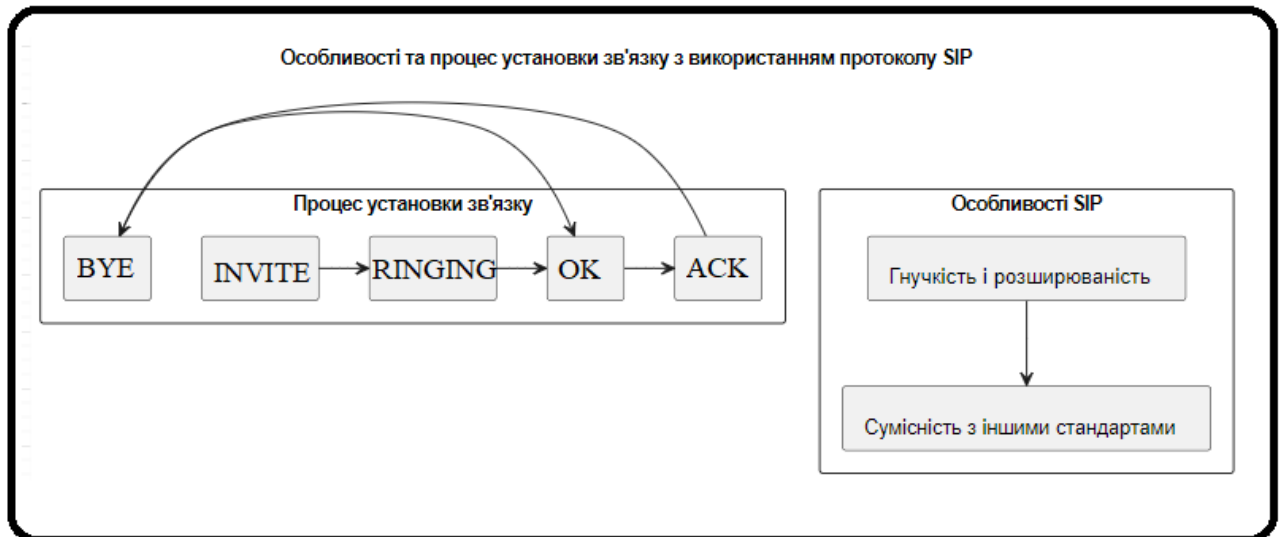 Особливості та процес установки зв'язку з використанням протоколу SIP
Процес установки зв'язку
BYE
INVITE
RINGING
OK
ACK
Особливості SIP
Гнучкість і розширюваність
Сумісність з іншими стандартами